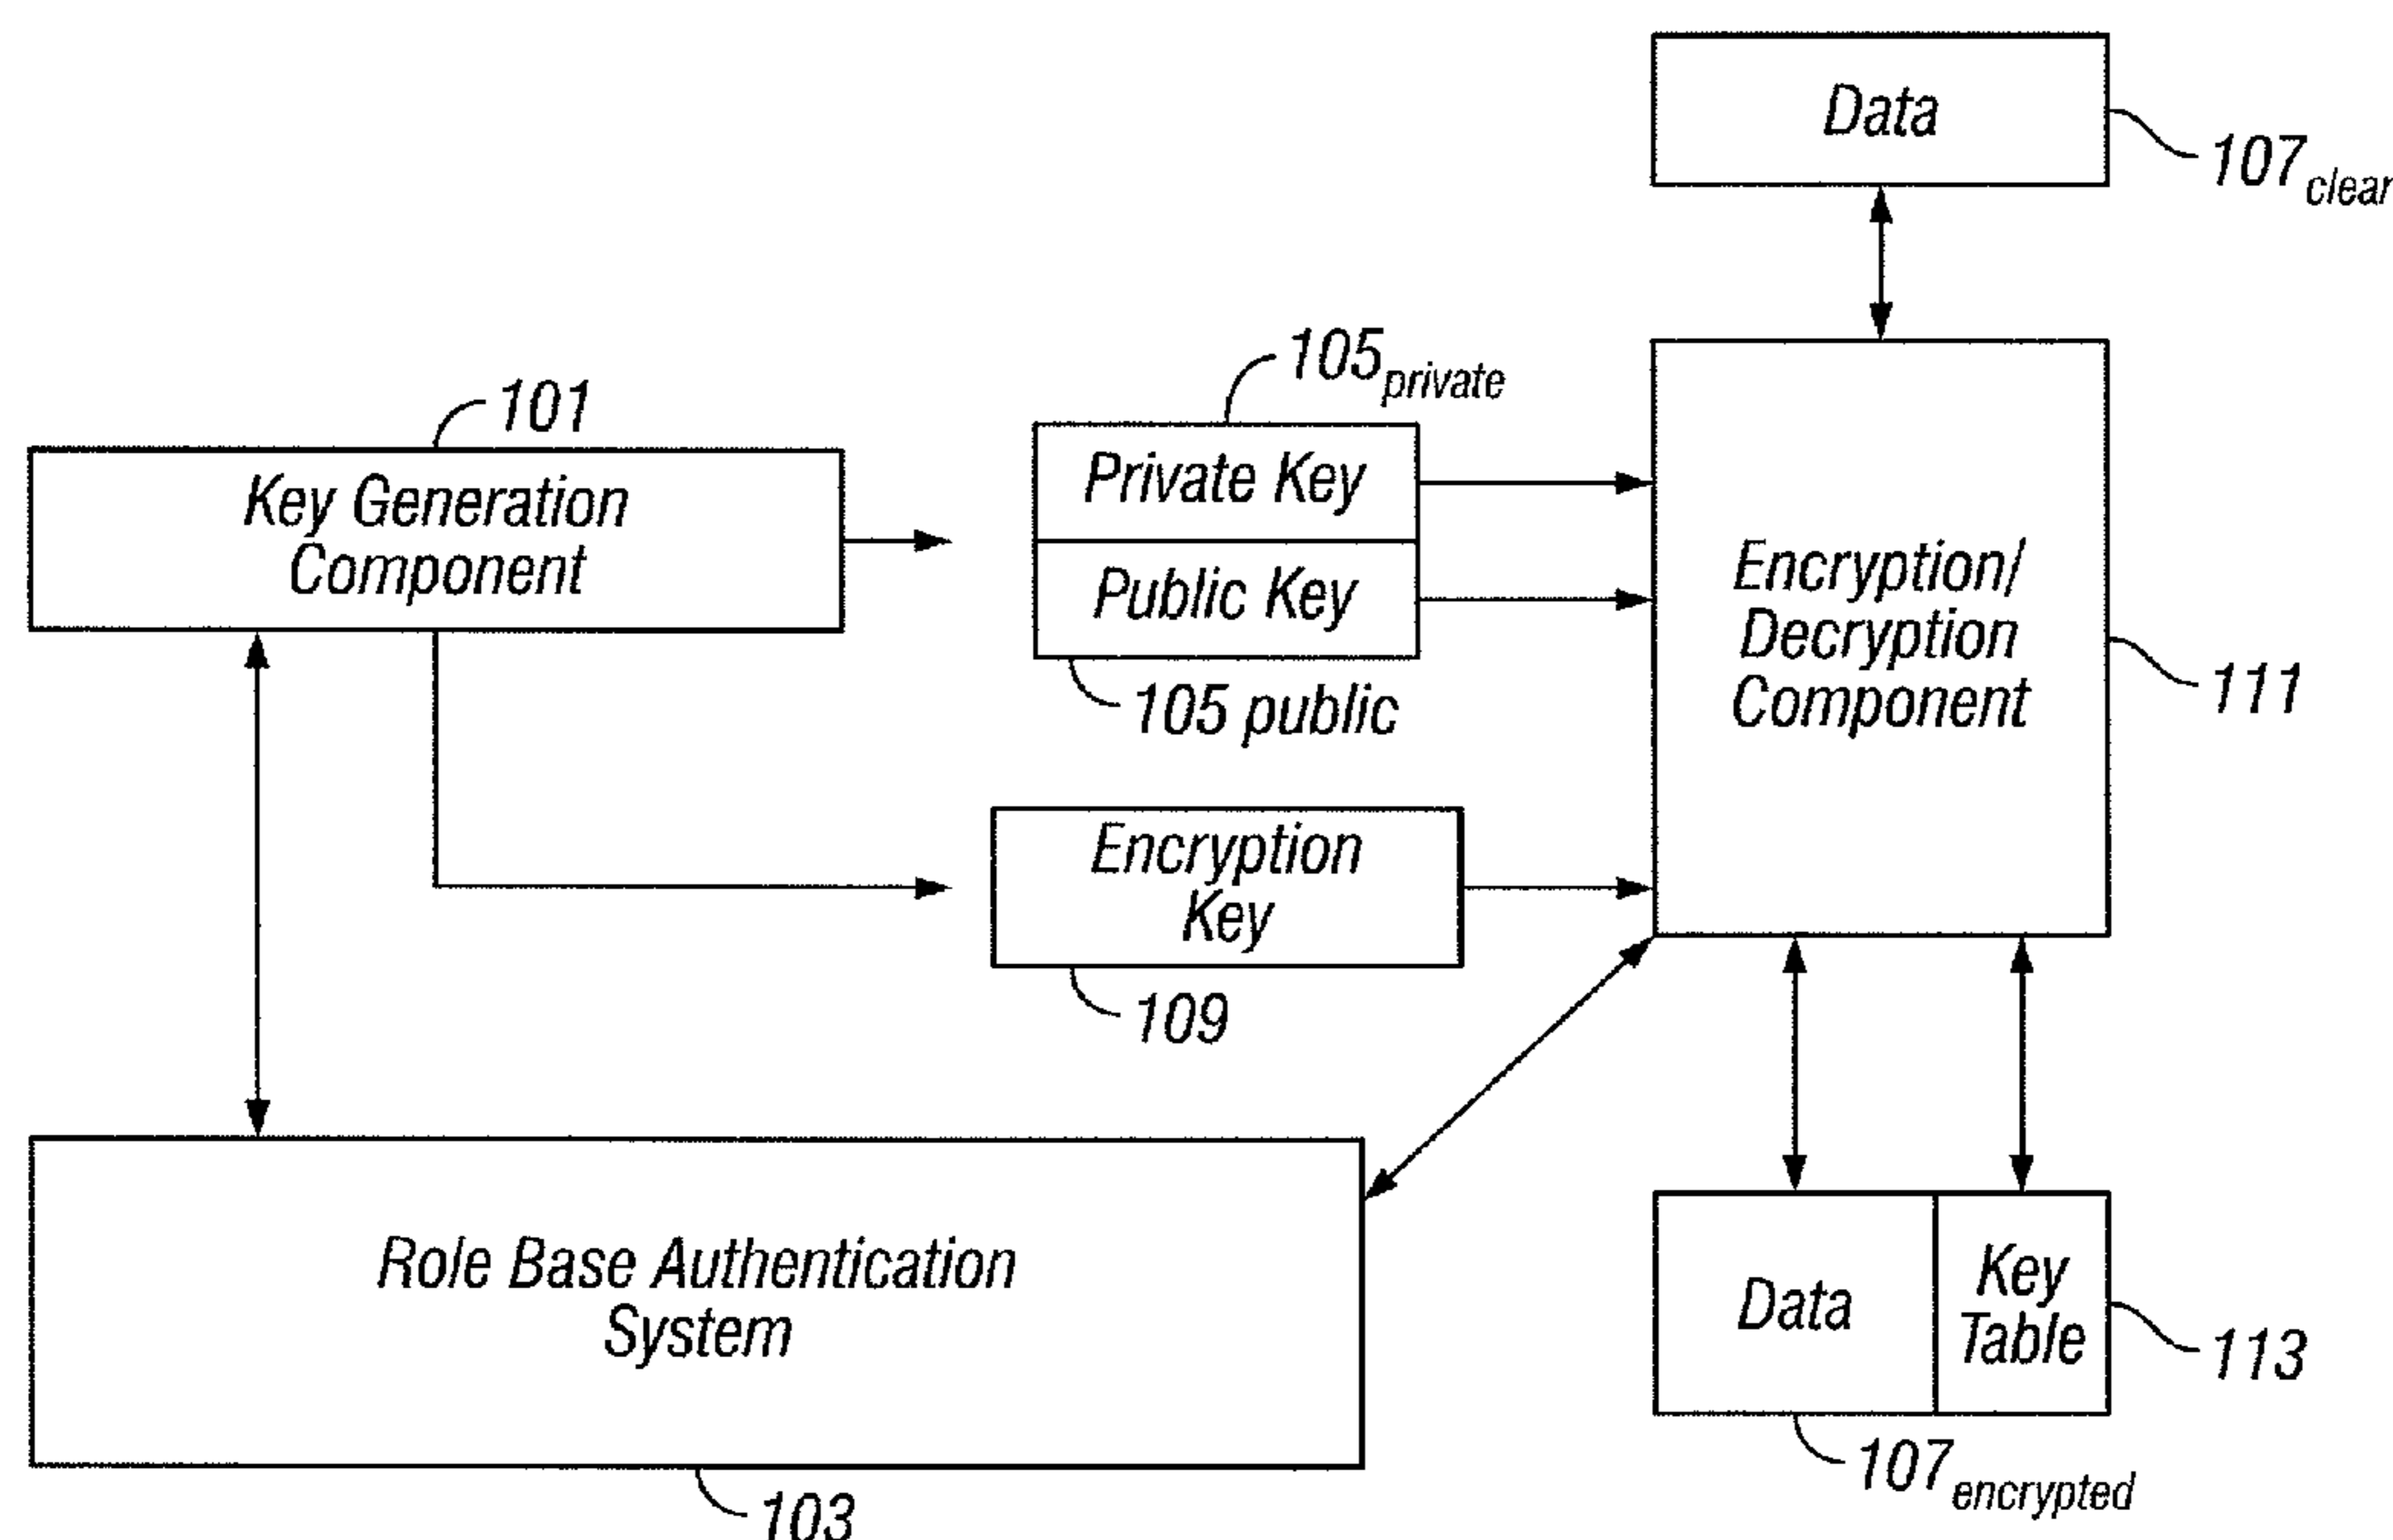 Data
107clear
105private
101
Key Generation
Component
Private Key
Public Key
105 public
Encryption/
Decryption
Component
111
Encryption
Key
109
Role Base Authentication
System
103
Data
Key
Table
113
107encrypted